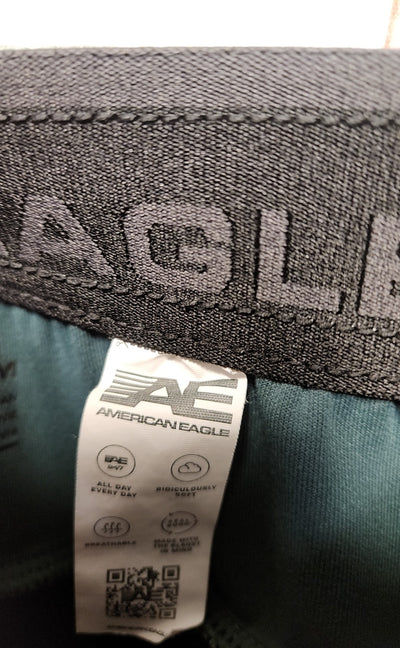 AGLE
AE
AMERICAN EAGLE
AE
24/7
ALL DAY
EVERY DAY
RIDICULOUSLY
SOFT
BREATHABLE
MADE WITH
THE PLANET
IN MIND